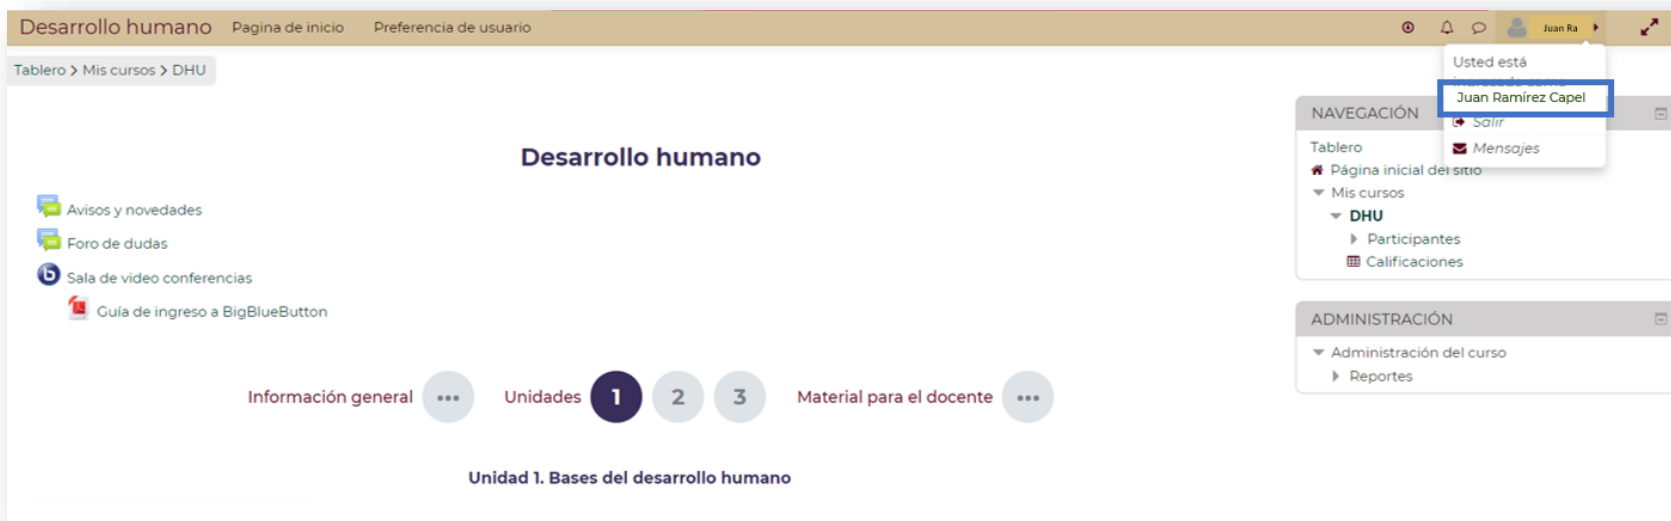 Desarrollo humano Pagina de inicio Preferencia de usuario Juan Ra
Tablero > Mis cursos > DHU
Usted está
ingresado como
Juan Ramírez Capel
Salir
Mensajes
Desarrollo humano
Avisos y novedades
Foro de dudas
Sala de video conferencias
Guía de ingreso a BigBlueButton
Información general ... Unidades 1 2 3 Material para el docente ...
Unidad 1. Bases del desarrollo humano
NAVEGACIÓN
Tablero
Página inicial del sitio
Mis cursos
DHU
Participantes
Calificaciones
ADMINISTRACIÓN
Administración del curso
Reportes